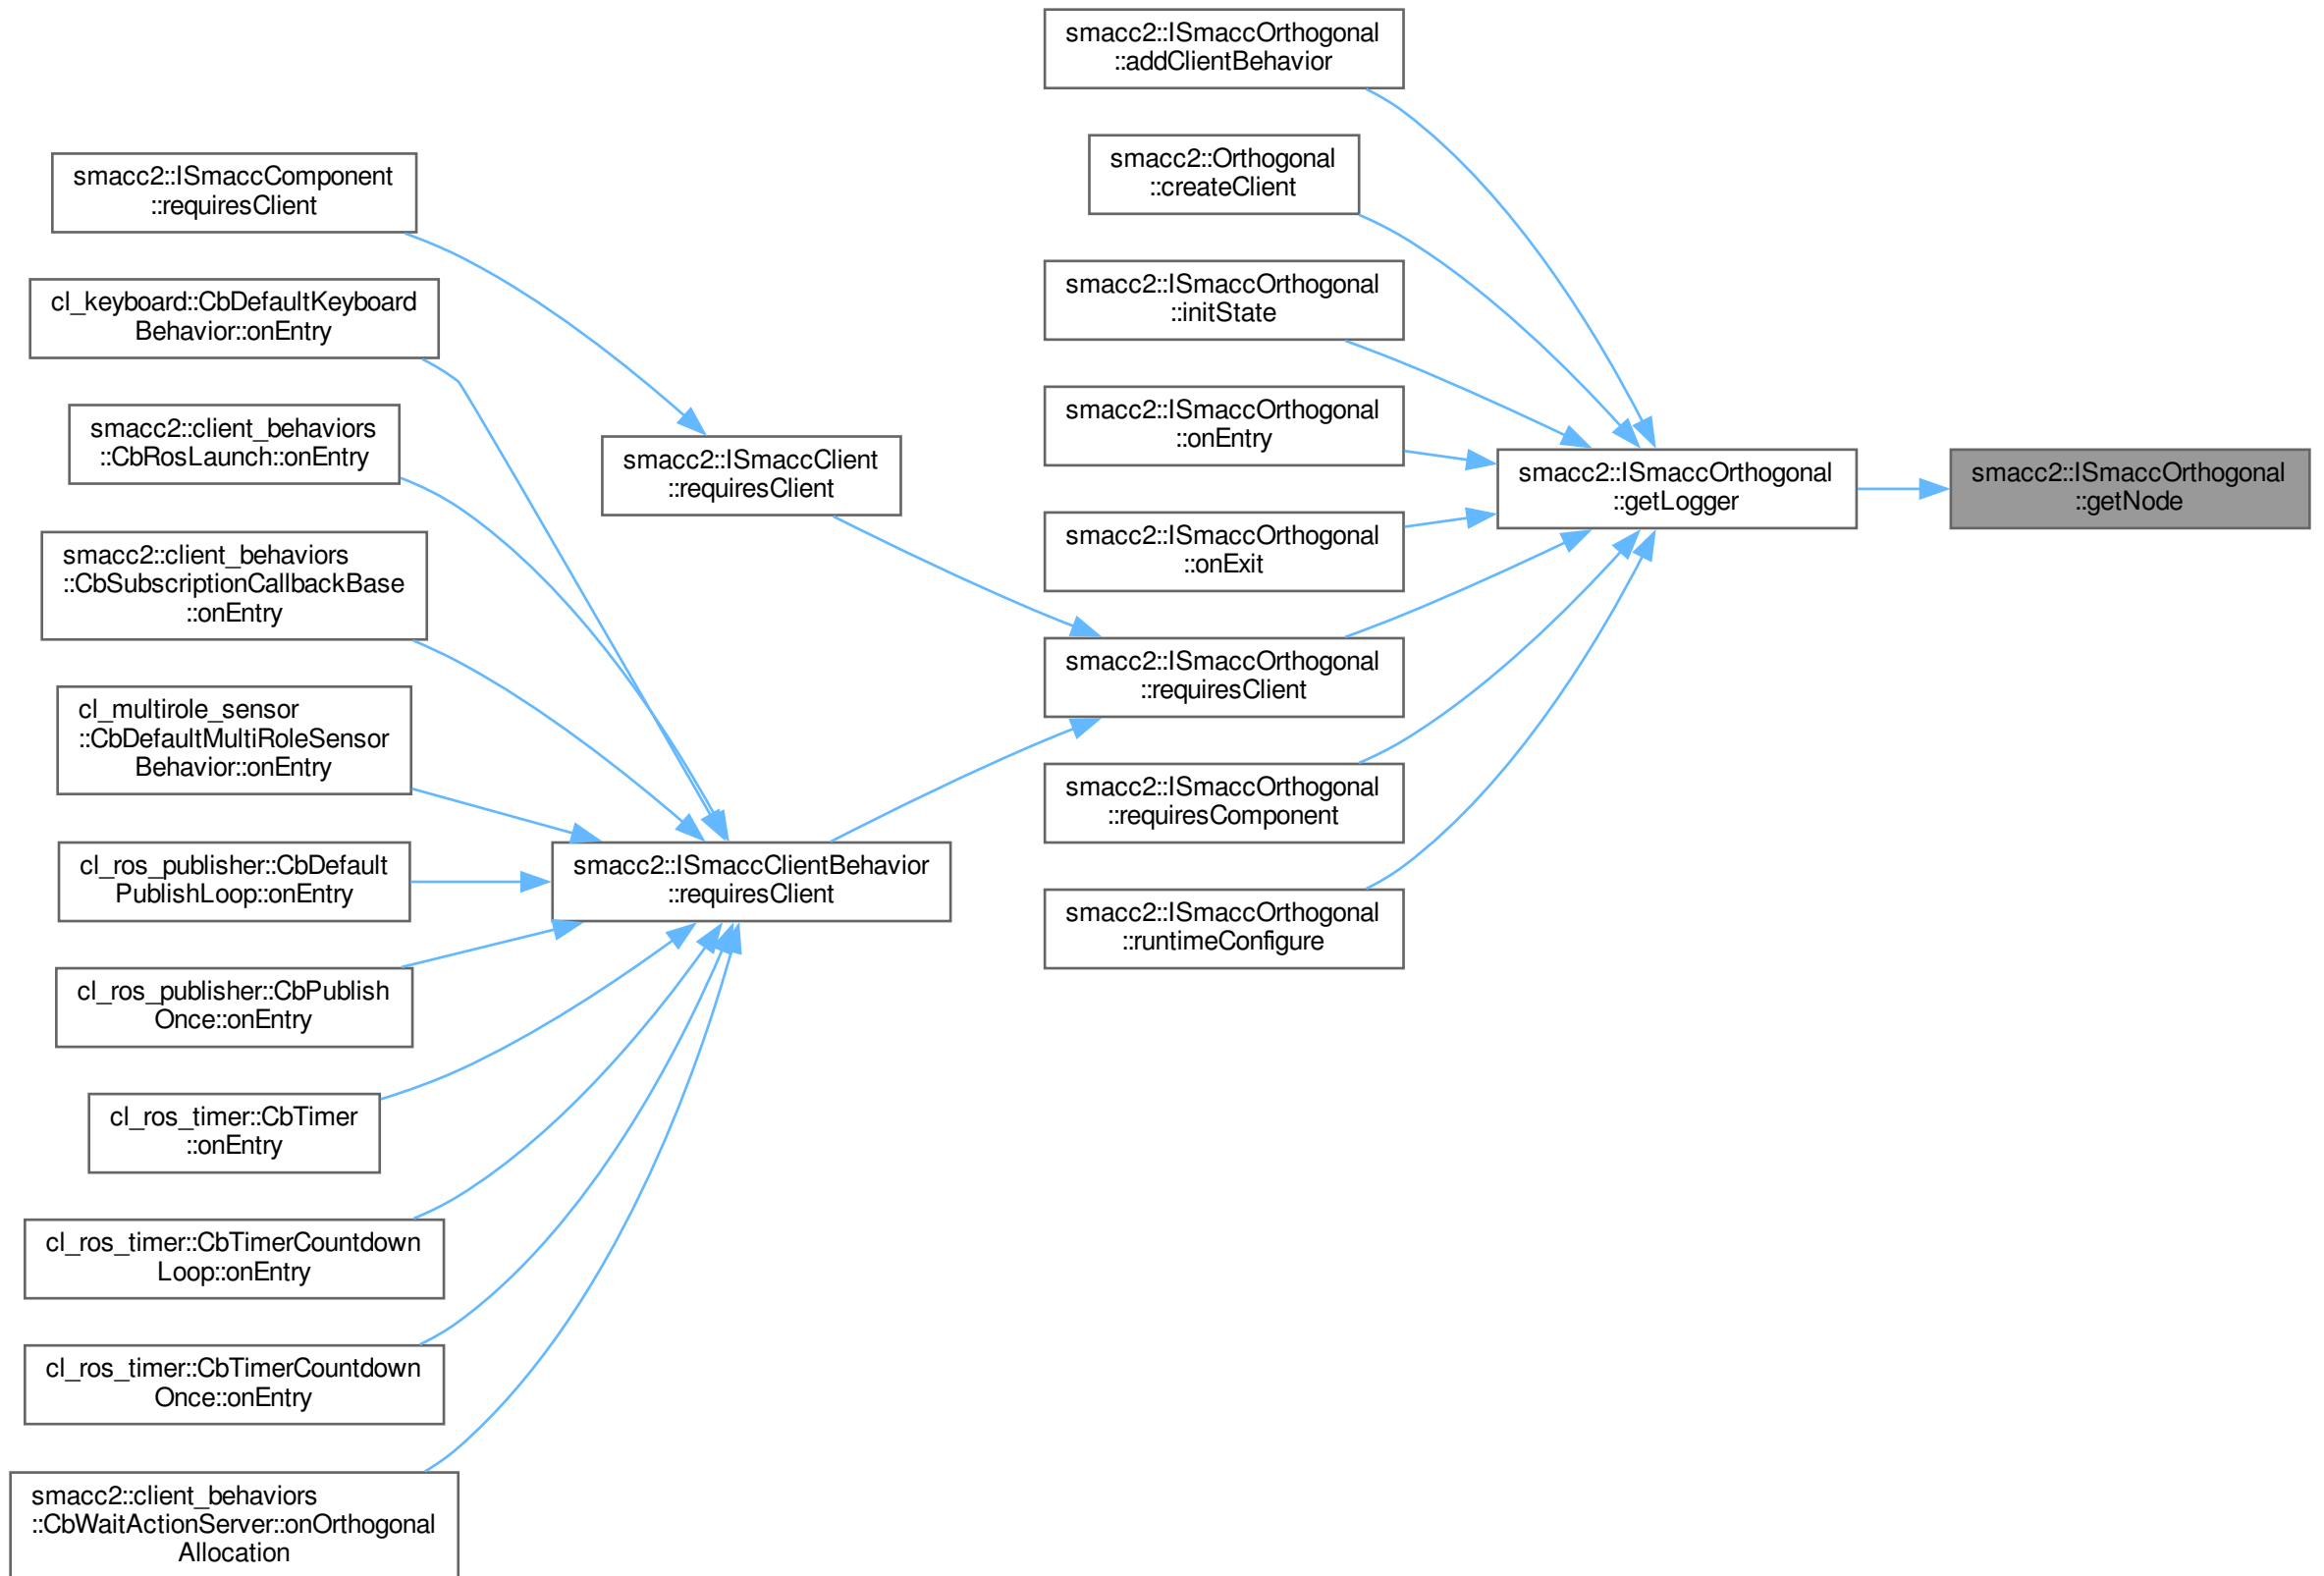 smacc2::ISmaccOrthogonal
::addClientBehavior
smacc2::Orthogonal
::createClient
smacc2::ISmaccComponent
::requiresClient
smacc2::ISmaccOrthogonal
::initState
cl_keyboard::CbDefaultKeyboard
Behavior::onEntry
smacc2::ISmaccOrthogonal
::onEntry
smacc2::client_behaviors
::CbRosLaunch::onEntry
smacc2::ISmaccClient
::requiresClient
smacc2::ISmaccOrthogonal
::getLogger
smacc2::ISmaccOrthogonal
::getNode
smacc2::ISmaccOrthogonal
::onExit
smacc2::client_behaviors
::CbSubscriptionCallbackBase
::onEntry
smacc2::ISmaccOrthogonal
::requiresClient
cl_multirole_sensor
::CbDefaultMultiRoleSensor
Behavior::onEntry
smacc2::ISmaccOrthogonal
::requiresComponent
cl_ros_publisher::CbDefault
PublishLoop::onEntry
smacc2::ISmaccClientBehavior
::requiresClient
smacc2::ISmaccOrthogonal
::runtimeConfigure
cl_ros_publisher::CbPublish
Once::onEntry
cl_ros_timer::CbTimer
::onEntry
cl_ros_timer::CbTimerCountdown
Loop::onEntry
cl_ros_timer::CbTimerCountdown
Once::onEntry
smacc2::client_behaviors
::CbWaitActionServer::onOrthogonal
Allocation